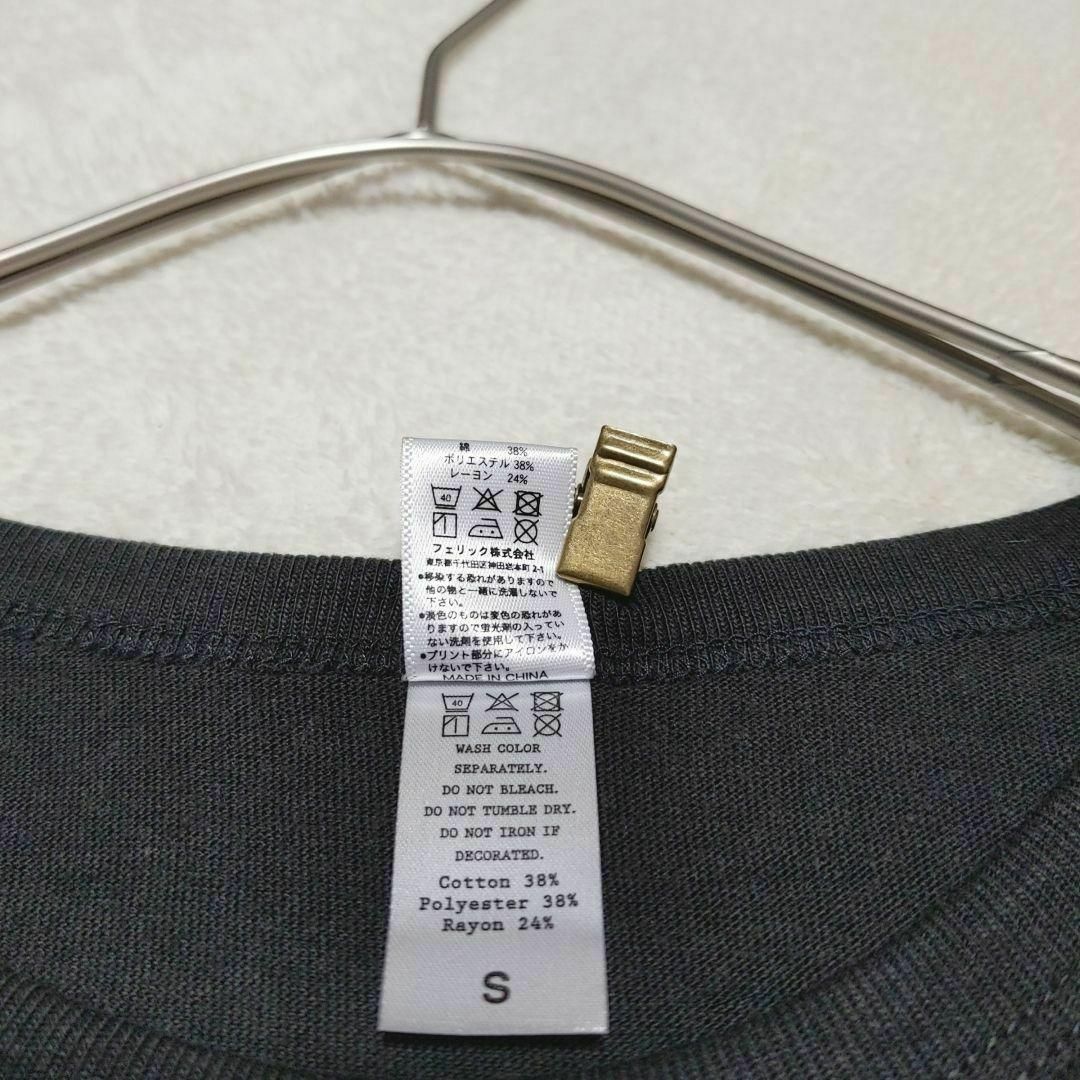 綿 38%
ポリエステル 38%
レーヨン 24%
40
フェリック株式会社
東京都千代田区神田岩本町 2-1
●移染する恐れがありますので
他の物と一緒に洗濯しないで
下さい。
●淡色のものは変色の恐れがあ
りますので蛍光剤の入ってい
ない洗剤を使用して下さい。
●プリント部分にアイロンをか
けないで下さい。
MADE IN CHINA
40
WASH COLOR
SEPARATELY.
DO NOT BLEACH.
DO NOT TUMBLE DRY.
DO NOT IRON IF
DECORATED.
Cotton 38%
Polyester 38%
Rayon 24%
S